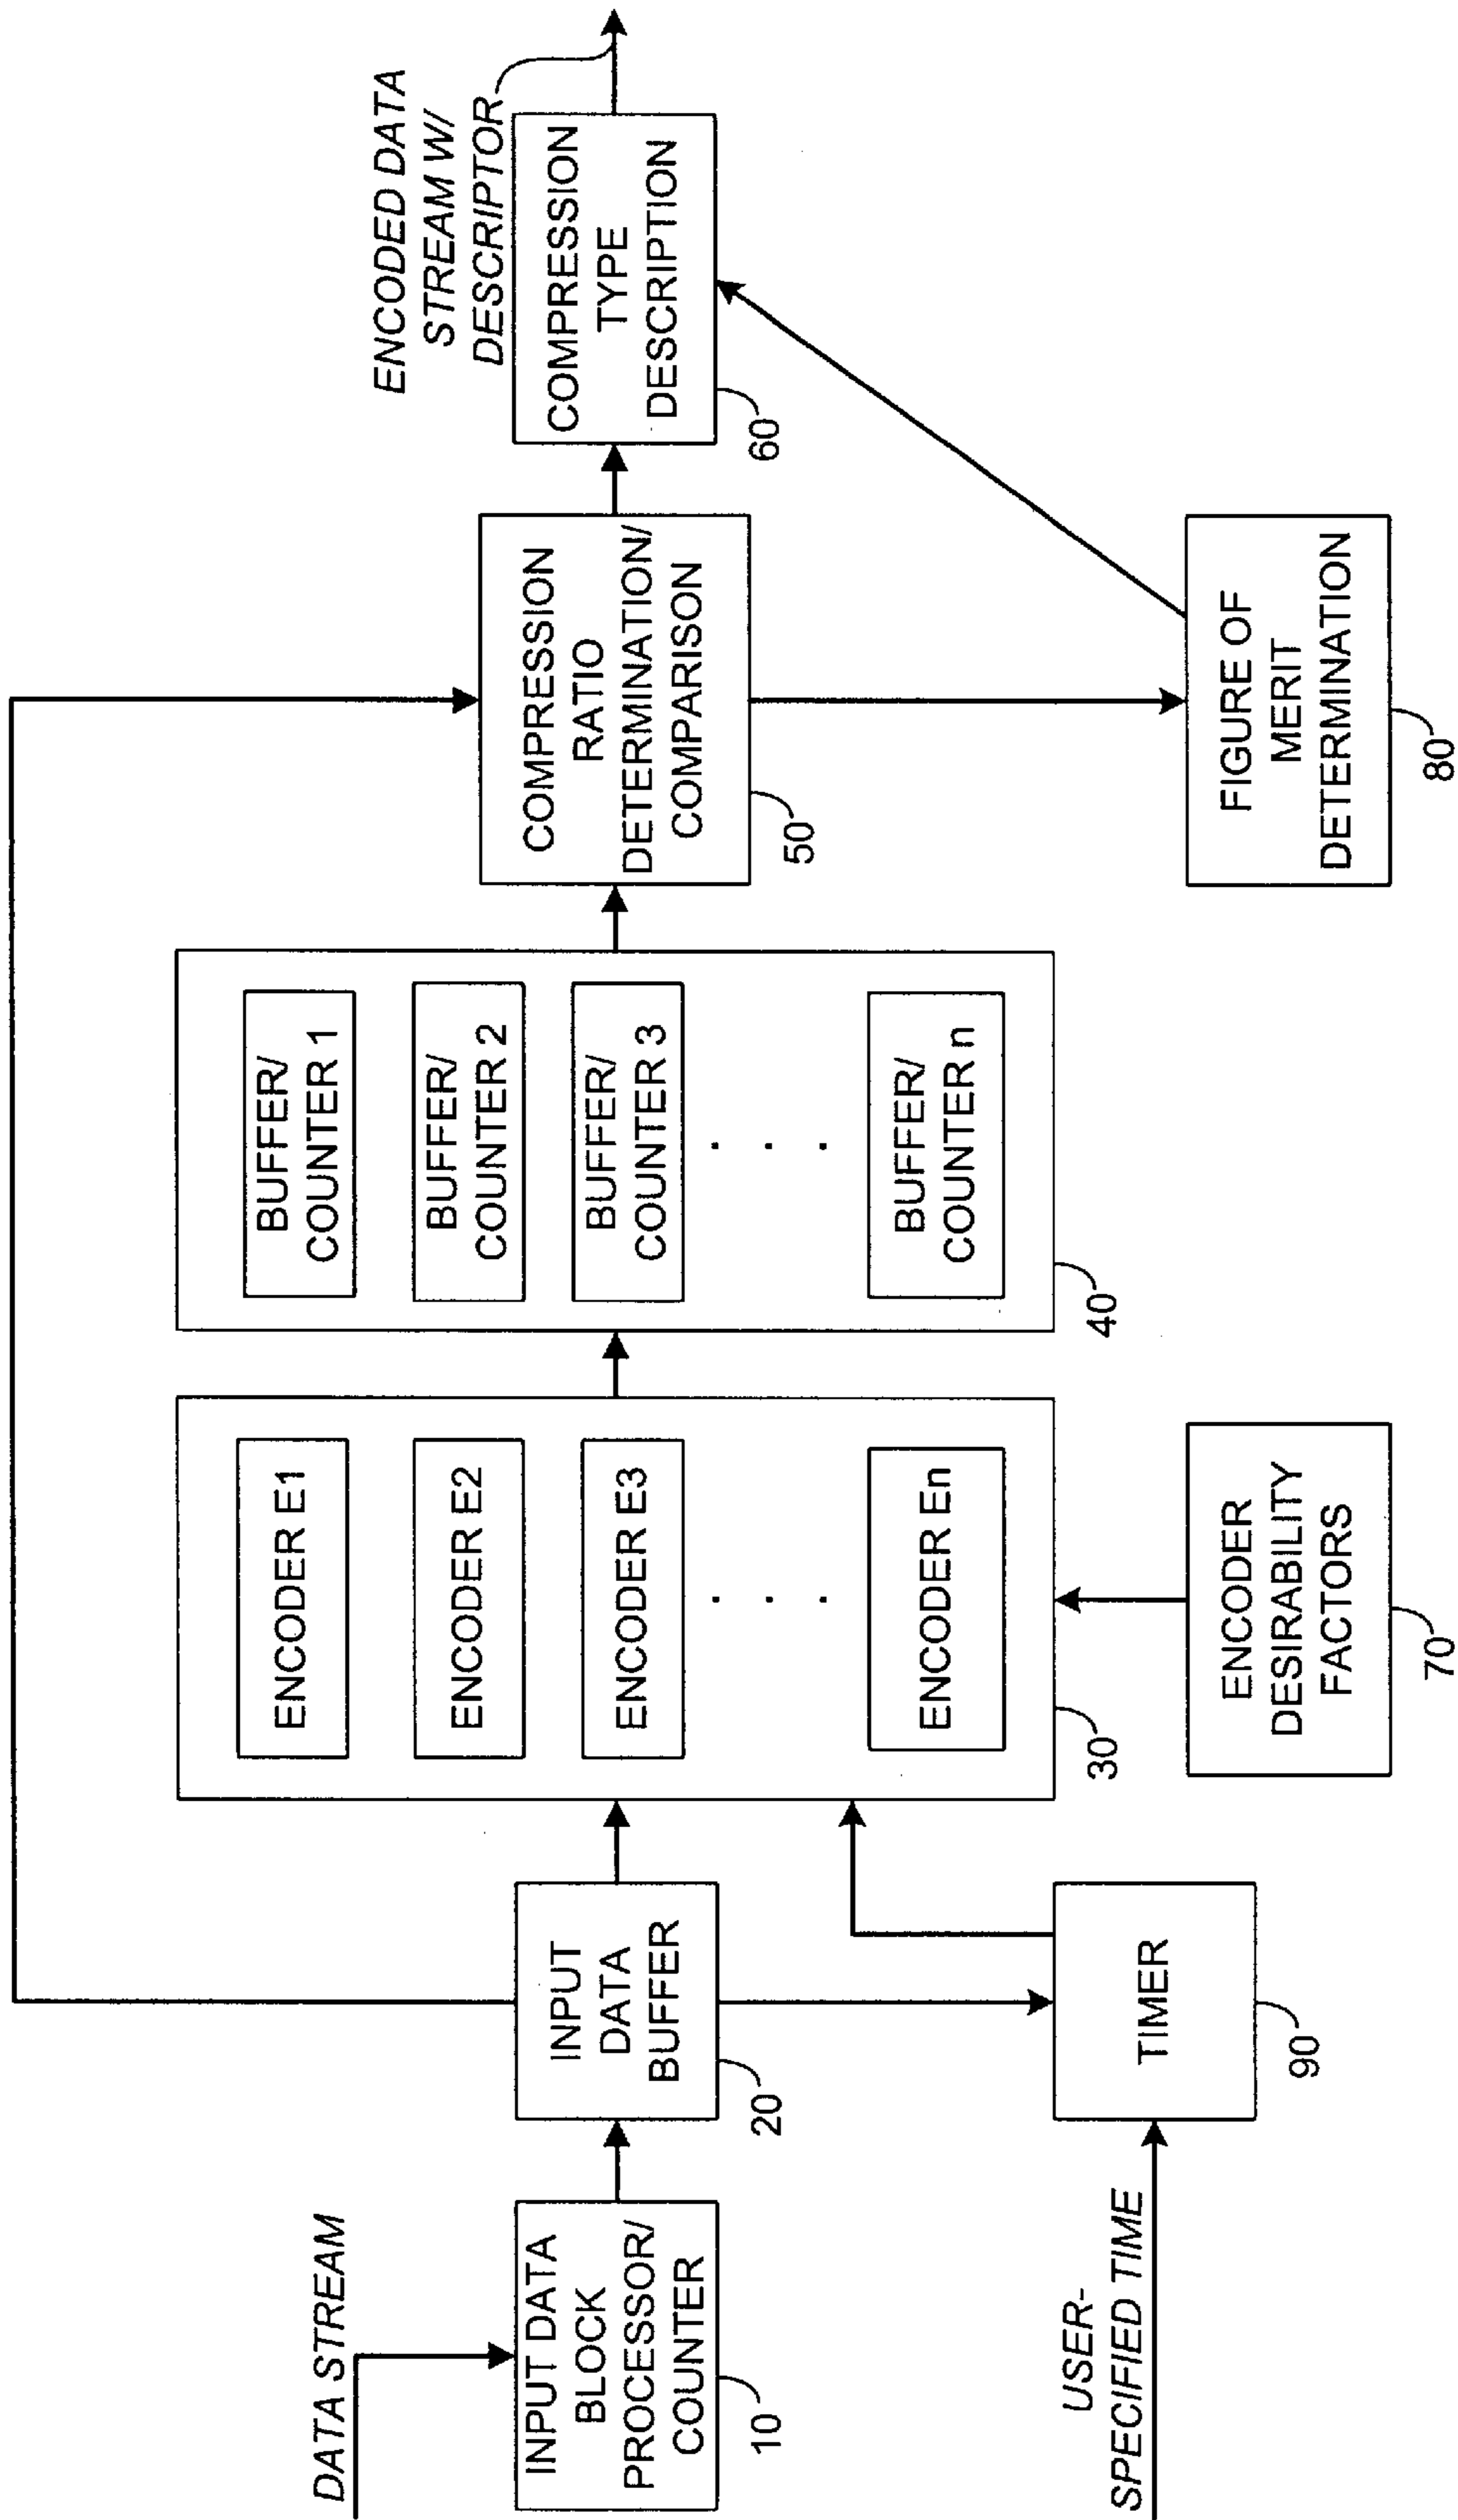 DATA STREAM
INPUT DATA
BLOCK
PROCESSOR/
COUNTER
10
INPUT
DATA
BUFFER
20
USER-
SPECIFIED TIME
TIMER
90
ENCODER E1
ENCODER E2
ENCODER E3
. . .
ENCODER En
30
ENCODER
DESIRABILITY
FACTORS
70
BUFFER/
COUNTER 1
BUFFER/
COUNTER 2
BUFFER/
COUNTER 3
. . .
BUFFER/
COUNTER n
40
COMPRESSION
RATIO
DETERMINATION/
COMPARISON
50
FIGURE OF
MERIT
DETERMINATION
80
COMPRESSION
TYPE
DESCRIPTION
60
ENCODED DATA
STREAM W/
DESCRIPTOR